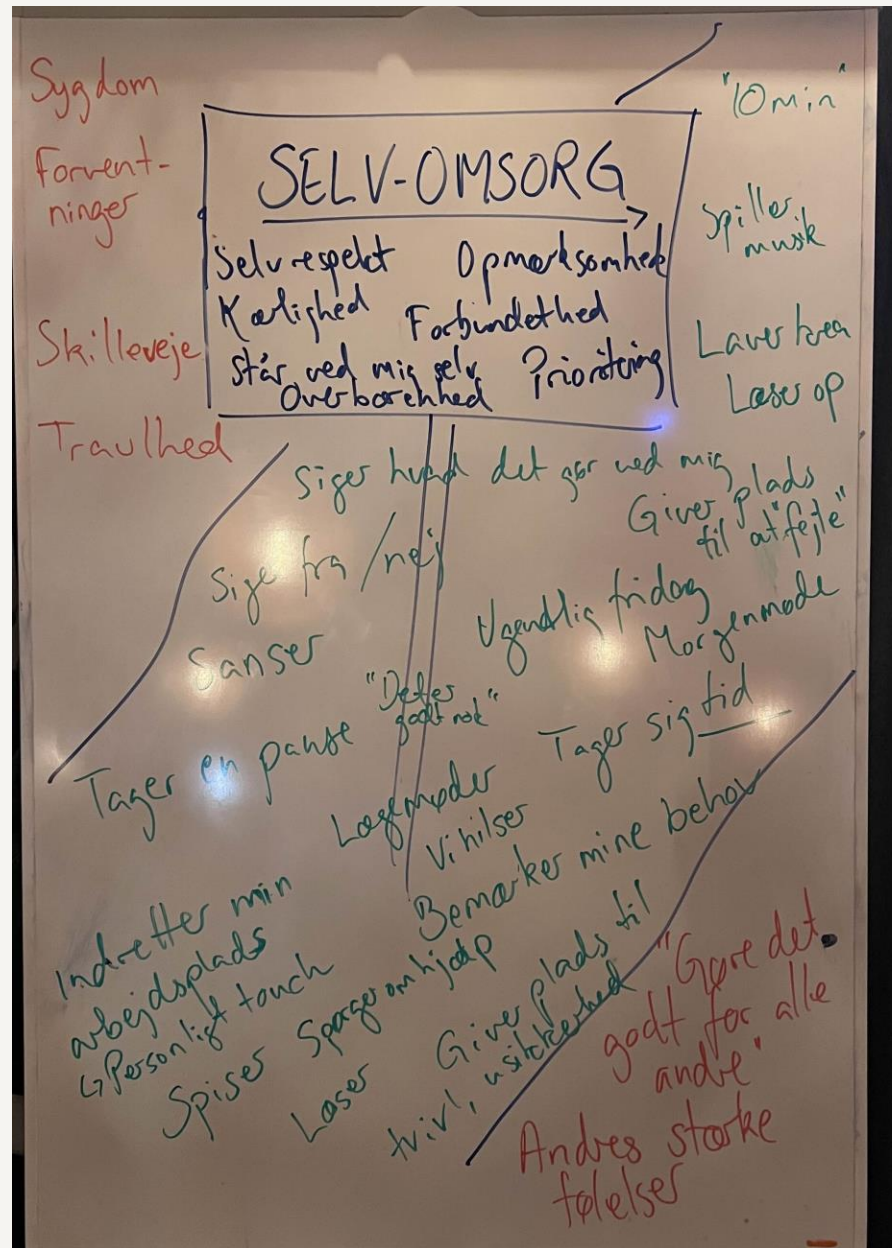 Sygdom
Forvent-
ninger
Skilleveje
Travlhed
SELV-OMSORG
Selvrespekt Opmærksomhed
Kærlighed Forbundethed
Står ved mig selv Prioritering
Overbærenhed
"10 min"
Spiller
musik
Laver krea
Læser op
Siger hvad det gør ved mig
Giver plads
til at "fejle"
Sige fra / nej
Ugentlig fridag
Morgenmøde
Sanser
"Det er
godt nok"
Tager en pause
Tager sig tid
Lægemøder
Vi hilser
Bemærker mine behov
Indretter min
arbejdsplads
↳ Personligt touch
Spiser
Spørger om hjælp
Læser
Giver plads til
tvivl, usikkerhed
"Gøre det
godt for alle
andre"
Andres stærke
følelser